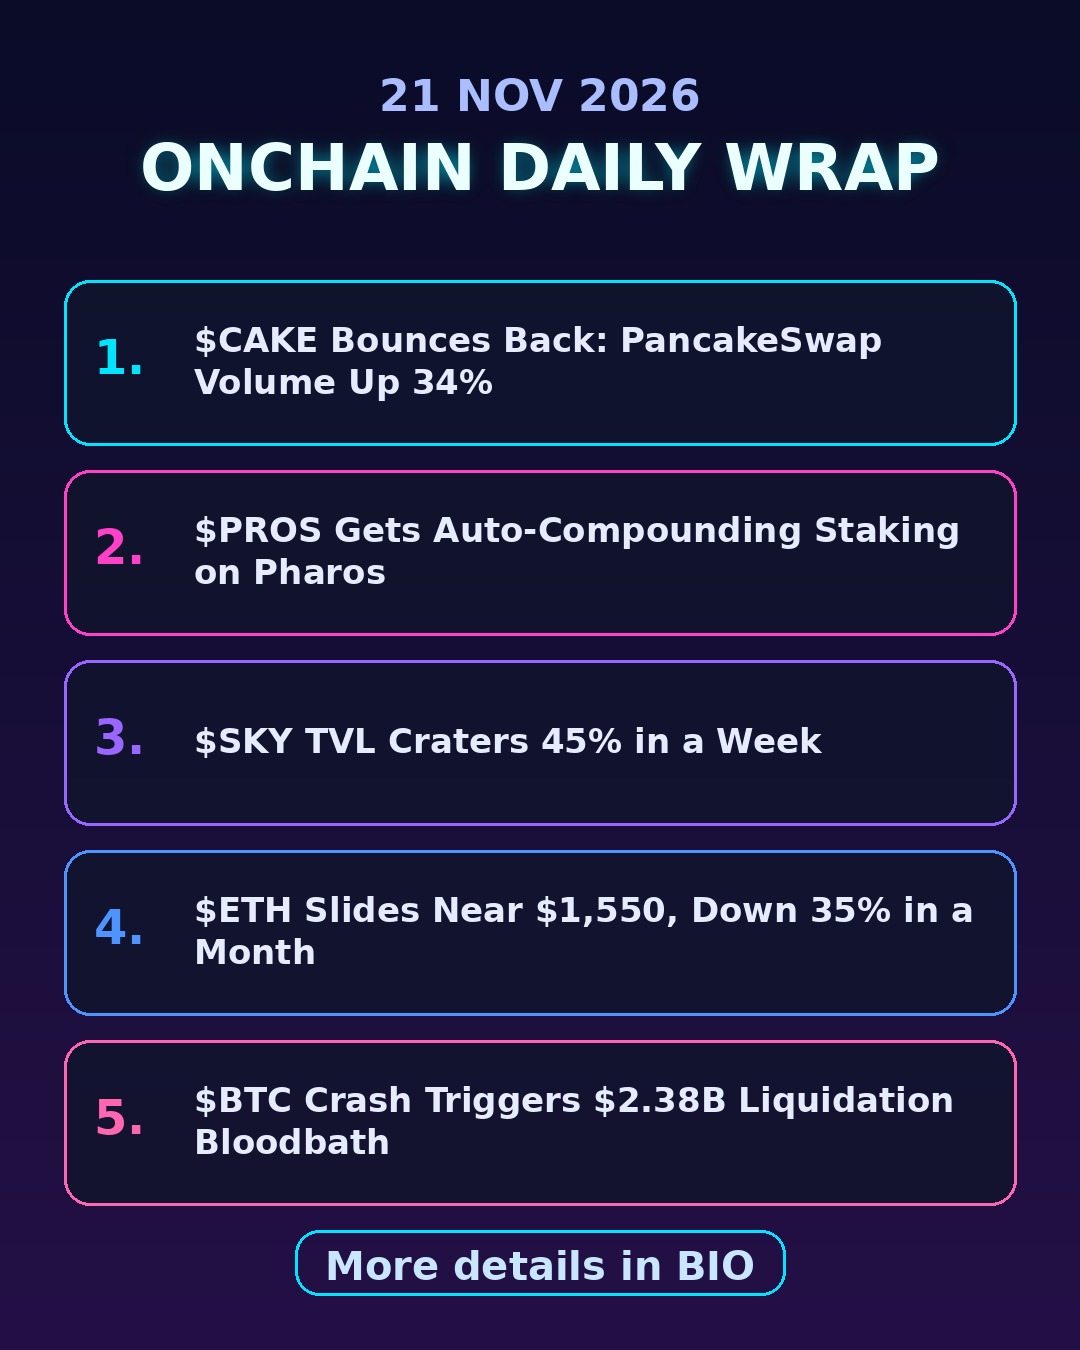 21 NOV 2026
ONCHAIN DAILY WRAP
1. $CAKE Bounces Back: PancakeSwap
Volume Up 34%
2. $PROS Gets Auto-Compounding Staking
on Pharos
3. $SKY TVL Craters 45% in a Week
4. $ETH Slides Near $1,550, Down 35% in a
Month
5. $BTC Crash Triggers $2.38B Liquidation
Bloodbath
More details in BIO